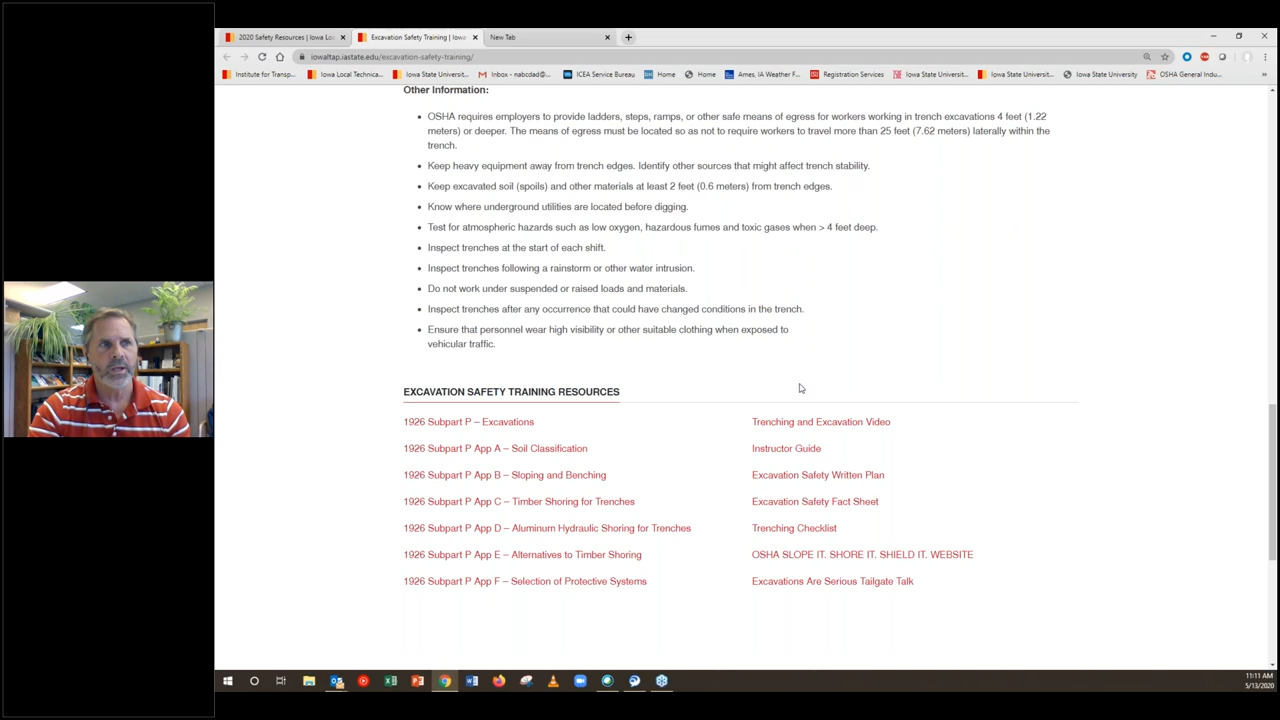 2020 Safety Resources | Iowa Loc
Excavation Safety Training | Iowa
New Tab
iowaltap.iastate.edu/excavation-safety-training/
Institute for Transp...
Iowa Local Technica...
Iowa State Universit...
Inbox - nabcdad@...
ICEA Service Bureau
Home
Home
Ames, IA Weather F...
Registration Services
Iowa State Universit...
Iowa State Universit...
Iowa State University
OSHA General Indu...
»
Other Information:
• OSHA requires employers to provide ladders, steps, ramps, or other safe means of egress for workers working in trench excavations 4 feet (1.22
meters) or deeper. The means of egress must be located so as not to require workers to travel more than 25 feet (7.62 meters) laterally within the
trench.
• Keep heavy equipment away from trench edges. Identify other sources that might affect trench stability.
• Keep excavated soil (spoils) and other materials at least 2 feet (0.6 meters) from trench edges.
• Know where underground utilities are located before digging.
• Test for atmospheric hazards such as low oxygen, hazardous fumes and toxic gases when > 4 feet deep.
• Inspect trenches at the start of each shift.
• Inspect trenches following a rainstorm or other water intrusion.
• Do not work under suspended or raised loads and materials.
• Inspect trenches after any occurrence that could have changed conditions in the trench.
• Ensure that personnel wear high visibility or other suitable clothing when exposed to
vehicular traffic.
EXCAVATION SAFETY TRAINING RESOURCES
1926 Subpart P – Excavations
1926 Subpart P App A – Soil Classification
1926 Subpart P App B – Sloping and Benching
1926 Subpart P App C – Timber Shoring for Trenches
1926 Subpart P App D – Aluminum Hydraulic Shoring for Trenches
1926 Subpart P App E – Alternatives to Timber Shoring
1926 Subpart P App F – Selection of Protective Systems
Trenching and Excavation Video
Instructor Guide
Excavation Safety Written Plan
Excavation Safety Fact Sheet
Trenching Checklist
OSHA SLOPE IT. SHORE IT. SHIELD IT. WEBSITE
Excavations Are Serious Tailgate Talk
11:11 AM
5/13/2020